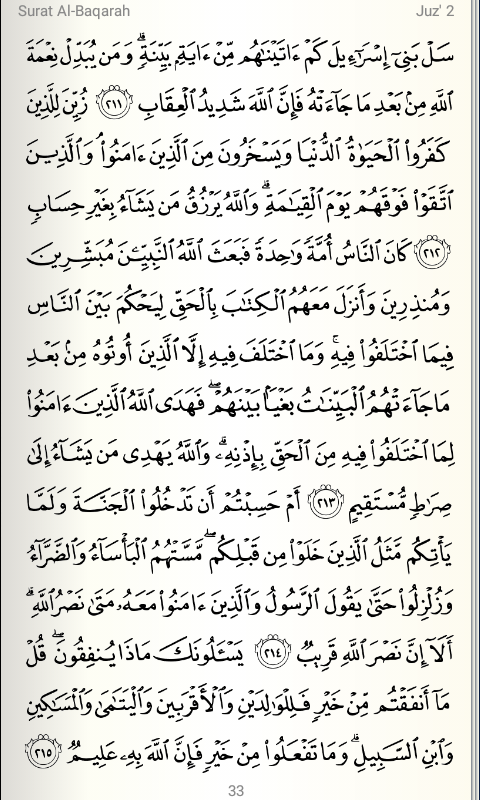 Surat Al-Baqarah Juz' 2
سَلْ بَنِىٓ إِسْرَٰٓءِيلَ كَمْ ءَاتَيْنَٰهُم مِّنْ ءَايَةِۭ بَيِّنَةٍۗ وَمَن يُبَدِّلْ نِعْمَةَ
ٱللَّهِ مِنۢ بَعْدِ مَا جَآءَتْهُ فَإِنَّ ٱللَّهَ شَدِيدُ ٱلْعِقَابِ ٢١١ زُيِّنَ لِلَّذِينَ
كَفَرُوا۟ ٱلْحَيَوٰةُ ٱلدُّنْيَا وَيَسْخَرُونَ مِنَ ٱلَّذِينَ ءَامَنُوا۟ۘ وَٱلَّذِينَ
ٱتَّقَوْا۟ فَوْقَهُمْ يَوْمَ ٱلْقِيَٰمَةِۗ وَٱللَّهُ يَرْزُقُ مَن يَشَآءُ بِغَيْرِ حِسَابٍ
٢١٢ كَانَ ٱلنَّاسُ أُمَّةً وَٰحِدَةً فَبَعَثَ ٱللَّهُ ٱلنَّبِيِّـۧنَ مُبَشِّرِينَ
وَمُنذِرِينَ وَأَنزَلَ مَعَهُمُ ٱلْكِتَٰبَ بِٱلْحَقِّ لِيَحْكُمَ بَيْنَ ٱلنَّاسِ
فِيمَا ٱخْتَلَفُوا۟ فِيهِۚ وَمَا ٱخْتَلَفَ فِيهِ إِلَّا ٱلَّذِينَ أُوتُوهُ مِنۢ بَعْدِ
مَا جَآءَتْهُمُ ٱلْبَيِّنَٰتُ بَغْيًۢا بَيْنَهُمْۖ فَهَدَى ٱللَّهُ ٱلَّذِينَ ءَامَنُوا۟
لِمَا ٱخْتَلَفُوا۟ فِيهِ مِنَ ٱلْحَقِّ بِإِذْنِهِۦۗ وَٱللَّهُ يَهْدِى مَن يَشَآءُ إِلَىٰ
صِرَٰطٍ مُّسْتَقِيمٍ ٢١٣ أَمْ حَسِبْتُمْ أَن تَدْخُلُوا۟ ٱلْجَنَّةَ وَلَمَّا
يَأْتِكُم مَّثَلُ ٱلَّذِينَ خَلَوْا۟ مِن قَبْلِكُمۖ مَّسَّتْهُمُ ٱلْبَأْسَآءُ وَٱلضَّرَّآءُ
وَزُلْزِلُوا۟ حَتَّىٰ يَقُولَ ٱلرَّسُولُ وَٱلَّذِينَ ءَامَنُوا۟ مَعَهُۥ مَتَىٰ نَصْرُ ٱللَّهِۗ
أَلَآ إِنَّ نَصْرَ ٱللَّهِ قَرِيبٌ ٢١٤ يَسْـَٔلُونَكَ مَاذَا يُنفِقُونَۖ قُلْ
مَآ أَنفَقْتُم مِّنْ خَيْرٍ فَلِلْوَٰلِدَيْنِ وَٱلْأَقْرَبِينَ وَٱلْيَتَٰمَىٰ وَٱلْمَسَٰكِينِ
وَٱبْنِ ٱلسَّبِيلِۗ وَمَا تَفْعَلُوا۟ مِنْ خَيْرٍ فَإِنَّ ٱللَّهَ بِهِۦ عَلِيمٌ ٢١٥
33